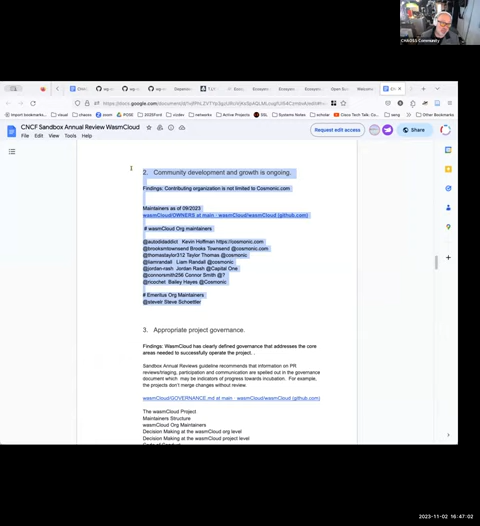 CHAOSS Community
CNCF Sandbox Annual Review WasmCloud
File Edit View Tools Help
Request edit access
Share
2. Community development and growth is ongoing.
Findings: Contributing organization is not limited to Cosmonic.com
Maintainers as of 09/2023
wasmCloud/OWNERS at main · wasmCloud/wasmCloud (github.com)
# wasmCloud Org maintainers
@autodidaddict Kevin Hoffman https://cosmonic.com
@brooksmtownsend Brooks Townsend @cosmonic.com
@thomastaylor312 Taylor Thomas @cosmonic
@liamrandall Liam Randall @cosmonic
@jordan-rash Jordan Rash @Capital One
@connorsmith256 Connor Smith @?
@ricochet Bailey Hayes @Cosmonic
# Emeritus Org Maintainers
@stevelr Steve Schoettler
3. Appropriate project governance.
Findings: WasmCloud has clearly defined governance that addresses the core
areas needed to successfully operate the project. .
Sandbox Annual Reviews guideline recommends that information on PR
reviews/triaging, participation and communication are spelled out in the governance
document which may be indicators of progress towards incubation. For example,
the projects don't merge changes without review.
wasmCloud/GOVERNANCE.md at main · wasmCloud/wasmCloud (github.com)
The wasmCloud Project
Maintainers Structure
wasmCloud Org Maintainers
Decision Making at the wasmCloud org level
Decision Making at the wasmCloud project level
2023-11-02 16:47:02